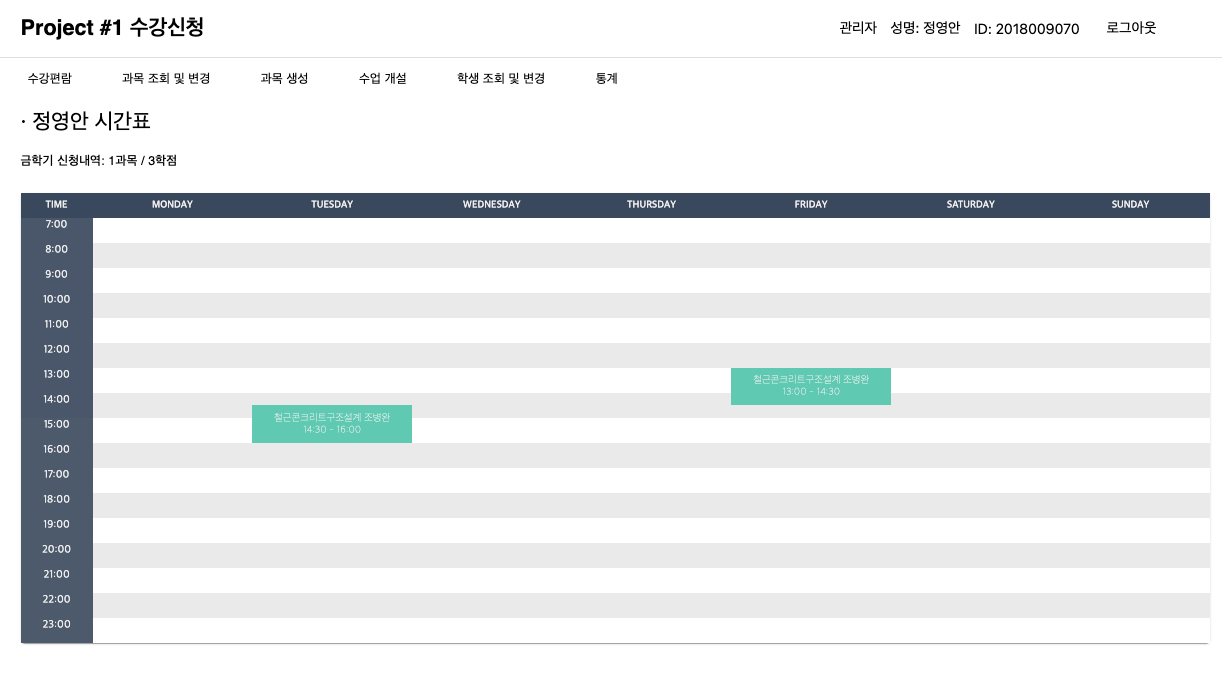 Project #1 수강신청
관리자 성명: 정영안 ID: 2018009070 로그아웃
수강편람 과목 조회 및 변경 과목 생성 수업 개설 학생 조회 및 변경 통계
· 정영안 시간표
금학기 신청내역: 1과목 / 3학점
TIME MONDAY TUESDAY WEDNESDAY THURSDAY FRIDAY SATURDAY SUNDAY
7:00
8:00
9:00
10:00
11:00
12:00
13:00
철근콘크리트구조설계 조병완
13:00 - 14:30
14:00
철근콘크리트구조설계 조병완
14:30 - 16:00
15:00
16:00
17:00
18:00
19:00
20:00
21:00
22:00
23:00